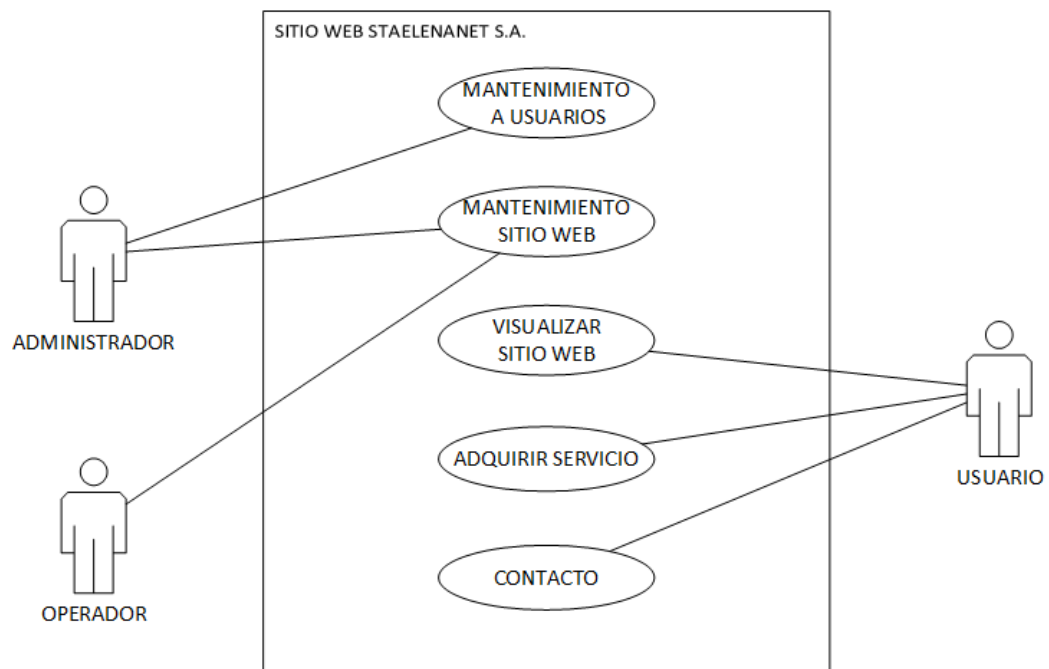 SITIO WEB STAELENANET S.A.
MANTENIMIENTO
A USUARIOS
MANTENIMIENTO
SITIO WEB
ADMINISTRADOR
VISUALIZAR
SITIO WEB
ADQUIRIR SERVICIO
USUARIO
CONTACTO
OPERADOR